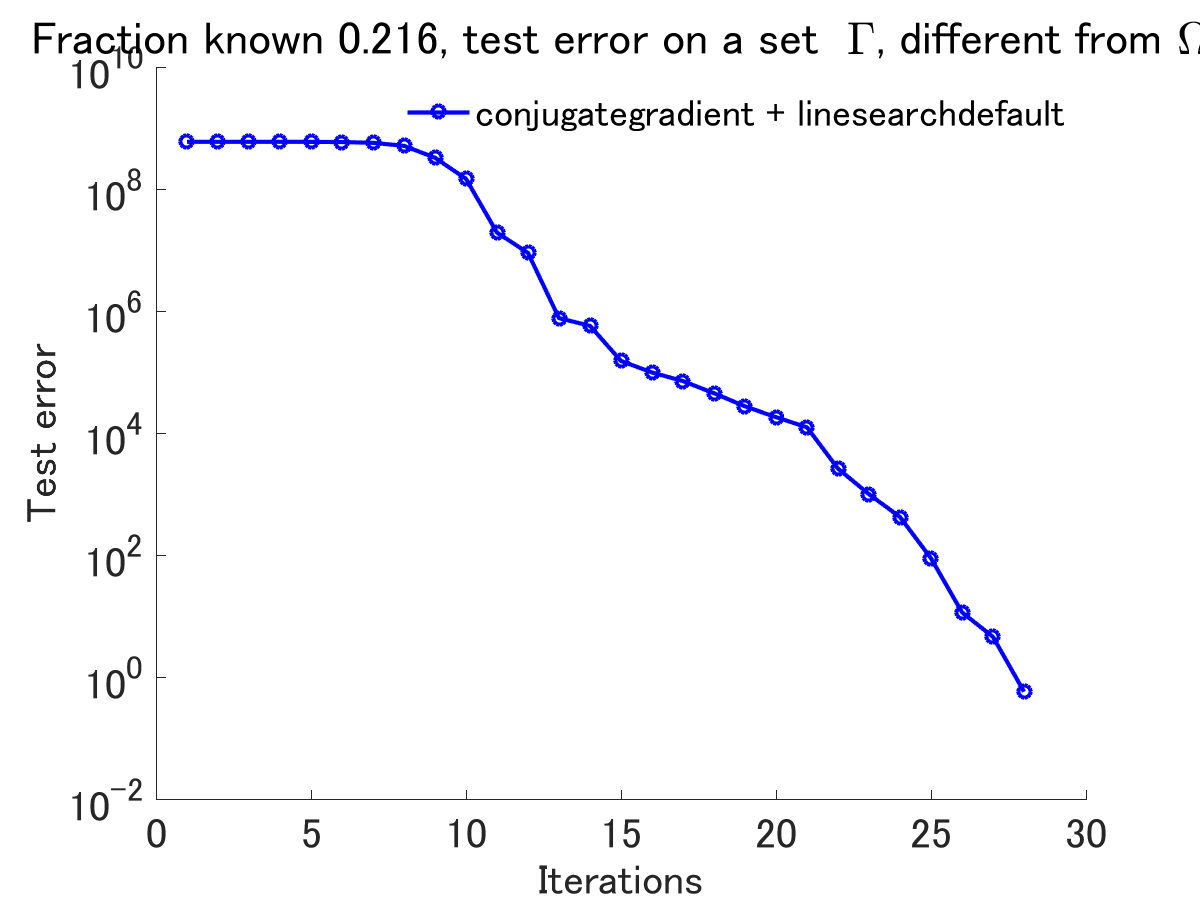 Fraction known 0.216, test error on a set Γ, different from Ω
10^10
conjugategradient + linesearchdefault
10^8
10^6
10^4
10^2
10^0
10^−2
Test error
0 5 10 15 20 25 30
Iterations